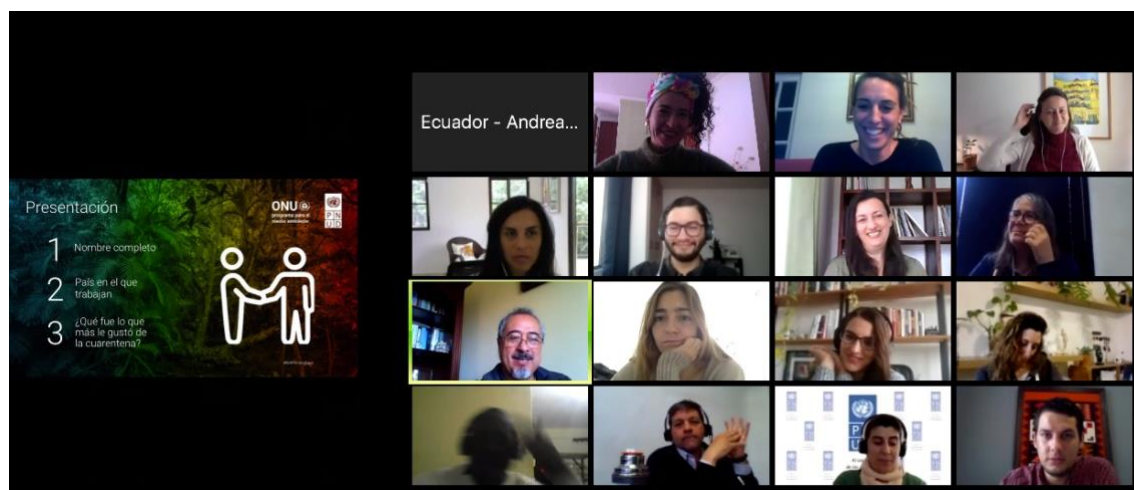 Presentación
1 Nombre completo
2 País en el que
trabajan
3 ¿Qué fue lo que
más le gustó de
la cuarentena?
ONU
programa para el
medio ambiente
P N
U D
Ecuador - Andrea...
P N
U